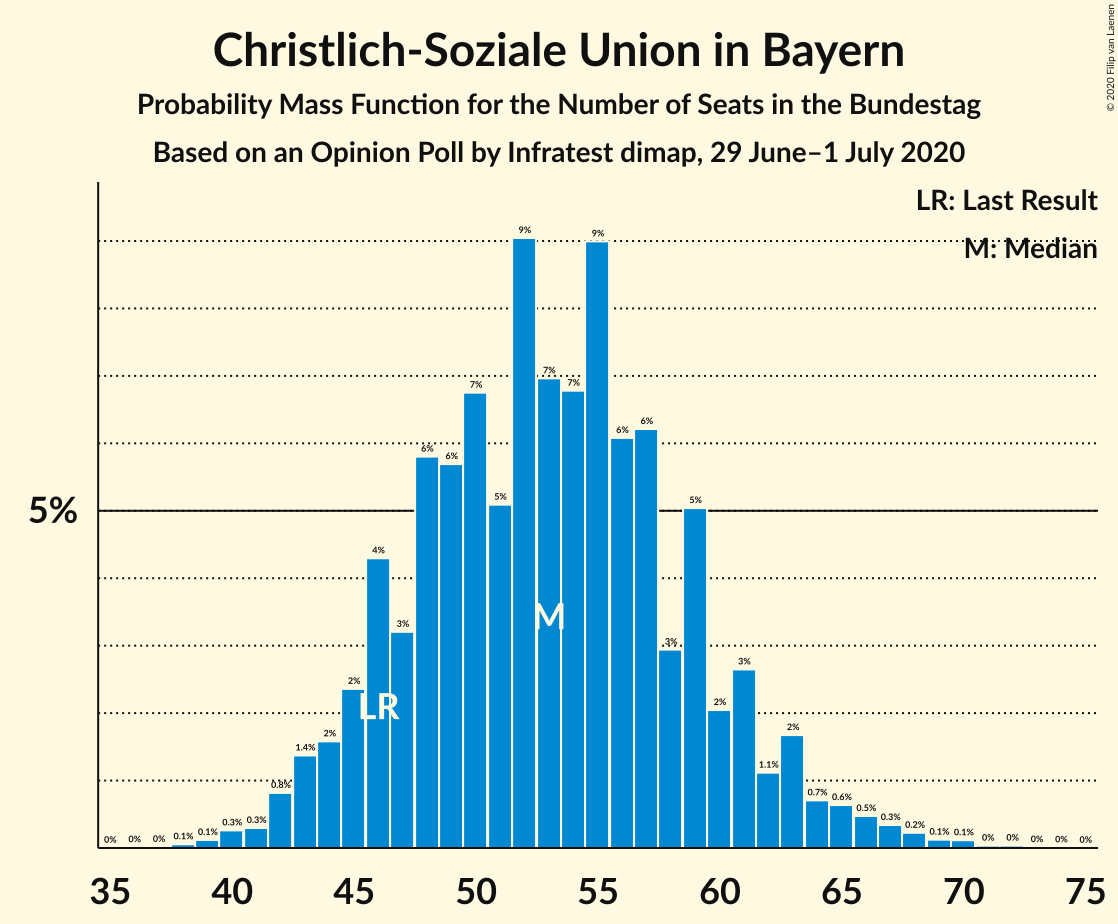 Christlich-Soziale Union in Bayern
Probability Mass Function for the Number of Seats in the Bundestag
Based on an Opinion Poll by Infratest dimap, 29 June–1 July 2020
© 2020 Filip van Laenen
LR: Last Result
M: Median
5%
0% 0% 0% 0.1% 0.1% 0.3% 0.3% 0.8% 1.4% 2% 2% 4% 3% 6% 6% 7% 5% 9% 7% 7% 9% 6% 6% 3% 5% 2% 3% 1.1% 2% 0.7% 0.6% 0.5% 0.3% 0.2% 0.1% 0.1% 0% 0% 0% 0% 0%
LR
M
35 40 45 50 55 60 65 70 75